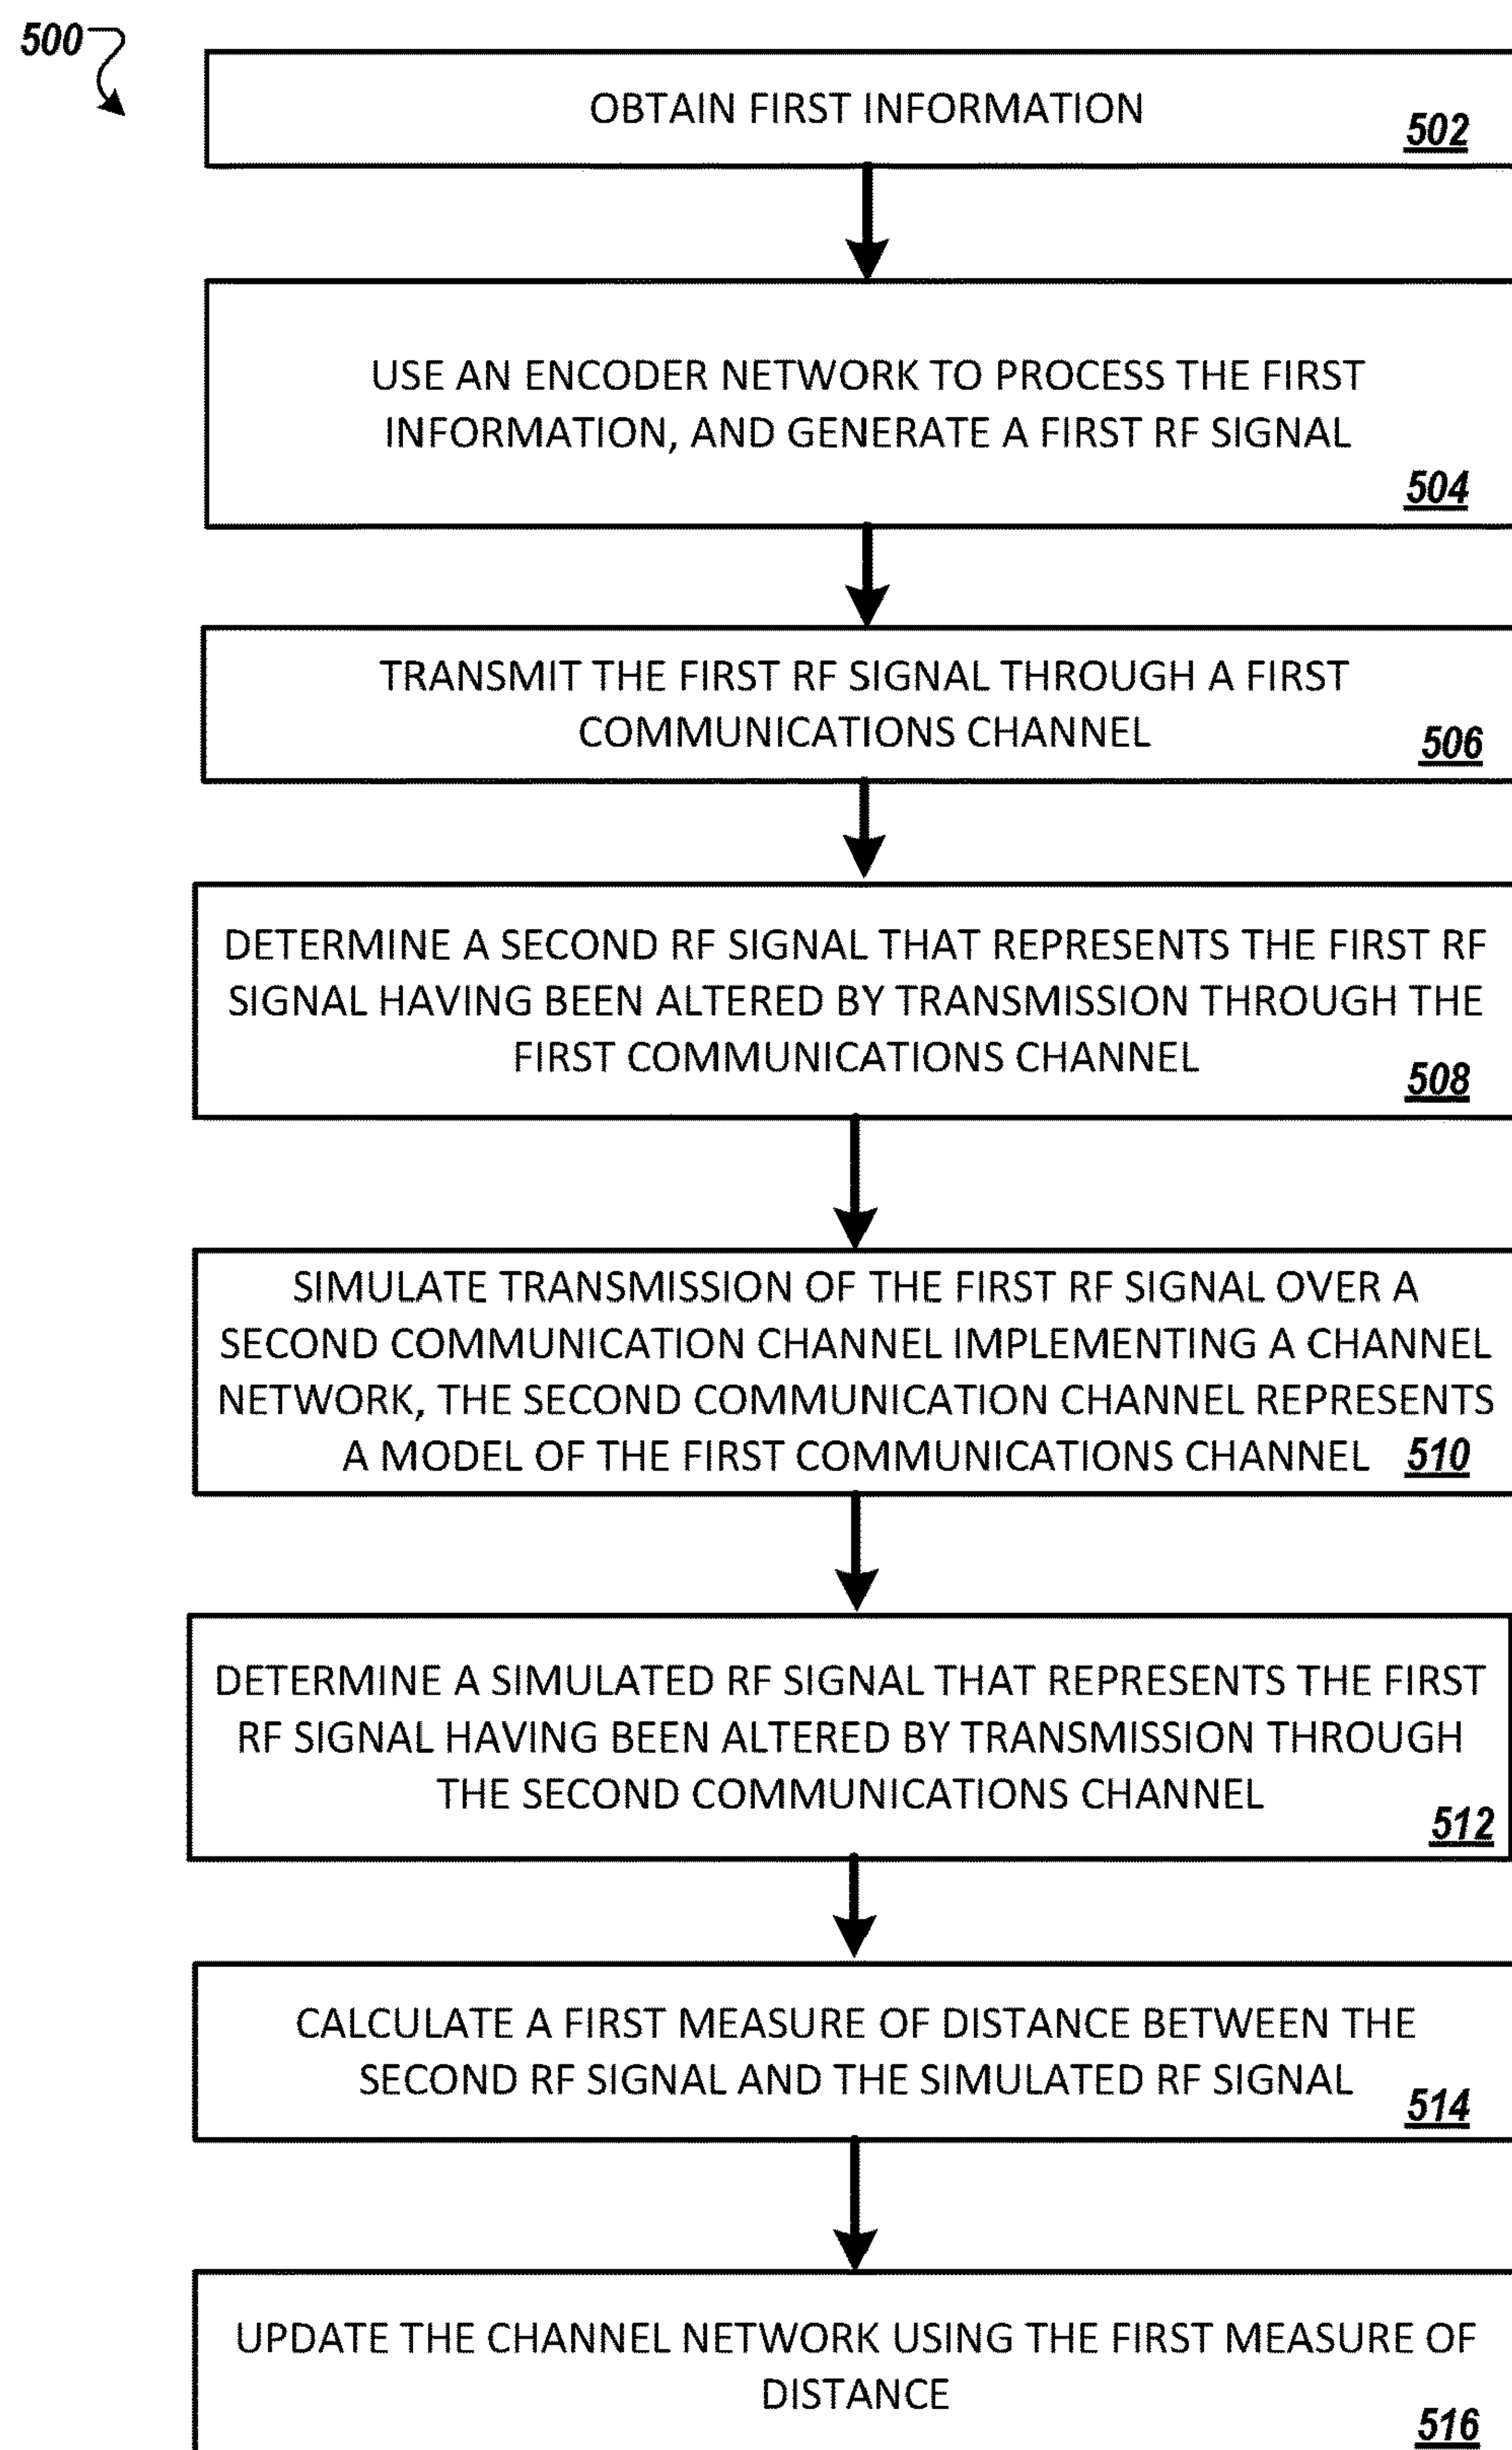 500
OBTAIN FIRST INFORMATION
502
USE AN ENCODER NETWORK TO PROCESS THE FIRST
INFORMATION, AND GENERATE A FIRST RF SIGNAL
504
TRANSMIT THE FIRST RF SIGNAL THROUGH A FIRST
COMMUNICATIONS CHANNEL
506
DETERMINE A SECOND RF SIGNAL THAT REPRESENTS THE FIRST RF
SIGNAL HAVING BEEN ALTERED BY TRANSMISSION THROUGH THE
FIRST COMMUNICATIONS CHANNEL
508
SIMULATE TRANSMISSION OF THE FIRST RF SIGNAL OVER A
SECOND COMMUNICATION CHANNEL IMPLEMENTING A CHANNEL
NETWORK, THE SECOND COMMUNICATION CHANNEL REPRESENTS
A MODEL OF THE FIRST COMMUNICATIONS CHANNEL 510
DETERMINE A SIMULATED RF SIGNAL THAT REPRESENTS THE FIRST
RF SIGNAL HAVING BEEN ALTERED BY TRANSMISSION THROUGH
THE SECOND COMMUNICATIONS CHANNEL
512
CALCULATE A FIRST MEASURE OF DISTANCE BETWEEN THE
SECOND RF SIGNAL AND THE SIMULATED RF SIGNAL
514
UPDATE THE CHANNEL NETWORK USING THE FIRST MEASURE OF
DISTANCE
516